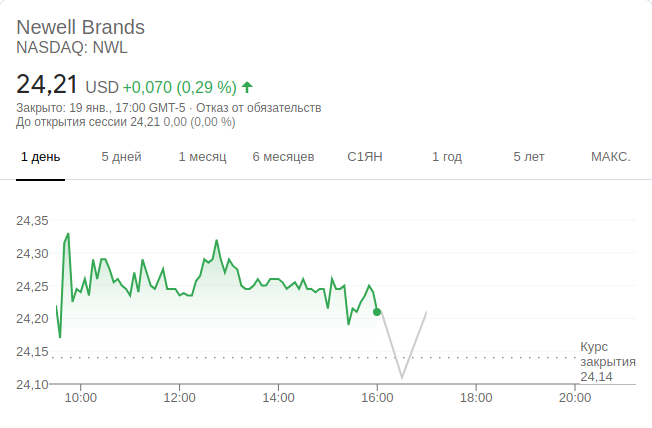 Newell Brands
NASDAQ: NWL
24,21 USD +0,070 (0,29 %)
Закрыто: 19 янв., 17:00 GMT-5 · Отказ от обязательств
До открытия сессии 24,21 0,00 (0,00 %)
1 день 5 дней 1 месяц 6 месяцев С1ЯН 1 год 5 лет МАКС.
24,35
24,30
24,25
24,20
24,15
24,10
Курс
закрытия
24,14
10:00 12:00 14:00 16:00 18:00 20:00